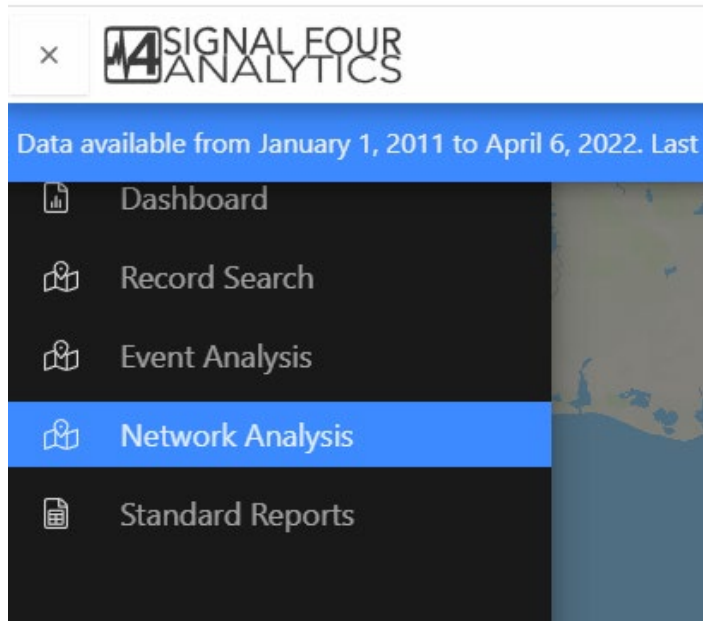 4 SIGNAL FOUR
ANALYTICS
Data available from January 1, 2011 to April 6, 2022. Last
Dashboard
Record Search
Event Analysis
Network Analysis
Standard Reports